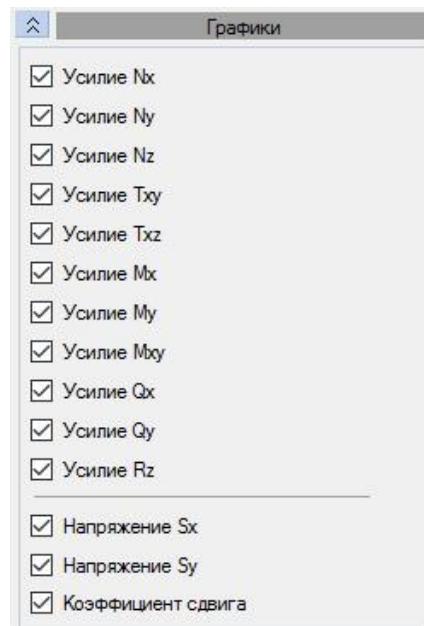 Графики
Усилие Nx
Усилие Ny
Усилие Nz
Усилие Txy
Усилие Txz
Усилие Mx
Усилие My
Усилие Mxy
Усилие Qx
Усилие Qy
Усилие Rz
Напряжение Sx
Напряжение Sy
Коэффициент сдвига